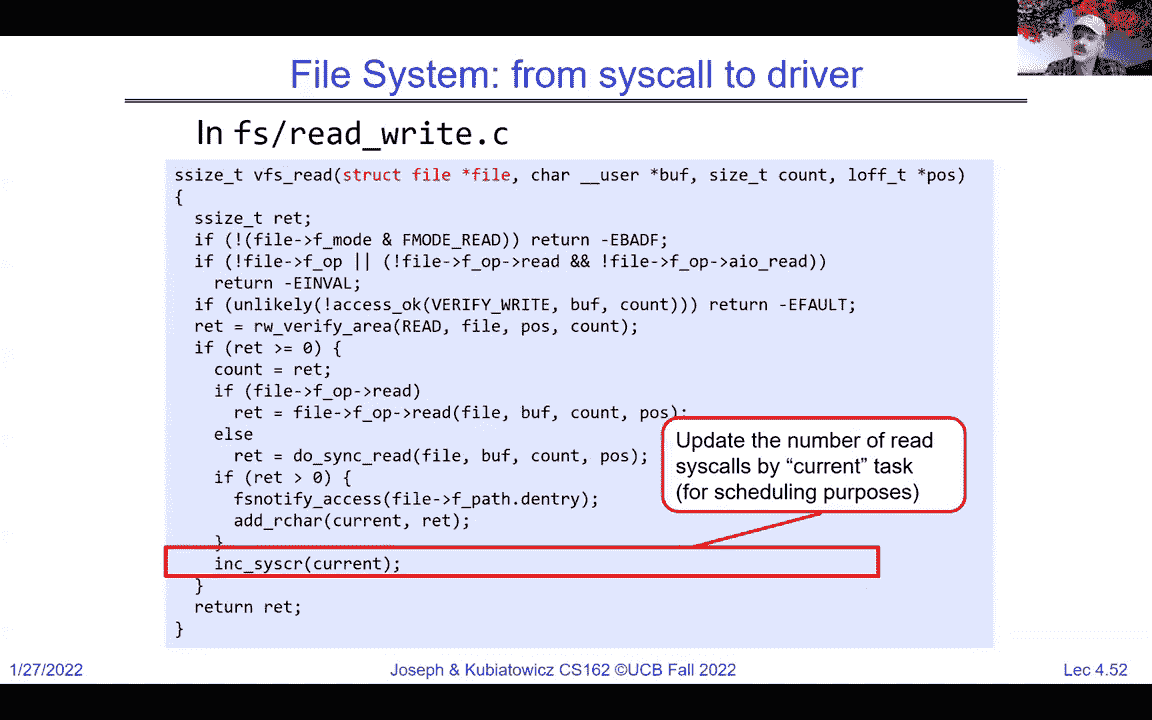 File System: from syscall to driver
In fs/read_write.c
ssize_t vfs_read(struct file *file, char __user *buf, size_t count, loff_t *pos)
{
ssize_t ret;
if (!(file->f_mode & FMODE_READ)) return -EBADF;
if (!file->f_op || (!file->f_op->read && !file->f_op->aio_read))
return -EINVAL;
if (unlikely(!access_ok(VERIFY_WRITE, buf, count))) return -EFAULT;
ret = rw_verify_area(READ, file, pos, count);
if (ret >= 0) {
count = ret;
if (file->f_op->read)
ret = file->f_op->read(file, buf, count, pos);
else
ret = do_sync_read(file, buf, count, pos);
if (ret > 0) {
fsnotify_access(file->f_path.dentry);
add_rchar(current, ret);
}
inc_syscr(current);
}
return ret;
}
Update the number of read
syscalls by “current” task
(for scheduling purposes)
1/27/2022
Joseph & Kubiatowicz CS162 ©UCB Fall 2022
Lec 4.52